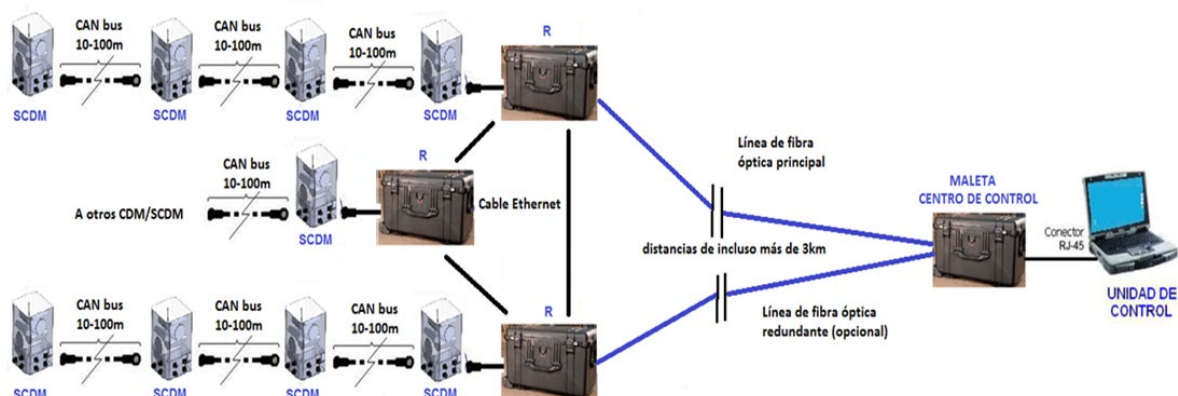 CAN bus
10-100m
CAN bus
10-100m
CAN bus
10-100m
R
SCDM
SCDM
SCDM
SCDM
Línea de fibra
óptica principal
CAN bus
10-100m
R
A otros CDM/SCDM
SCDM
Cable Ethernet
MALETA
CENTRO DE CONTROL
Conector
RJ-45
distancias de incluso más de 3km
UNIDAD DE
CONTROL
Línea de fibra óptica
redundante (opcional)
CAN bus
10-100m
CAN bus
10-100m
CAN bus
10-100m
R
SCDM
SCDM
SCDM
SCDM